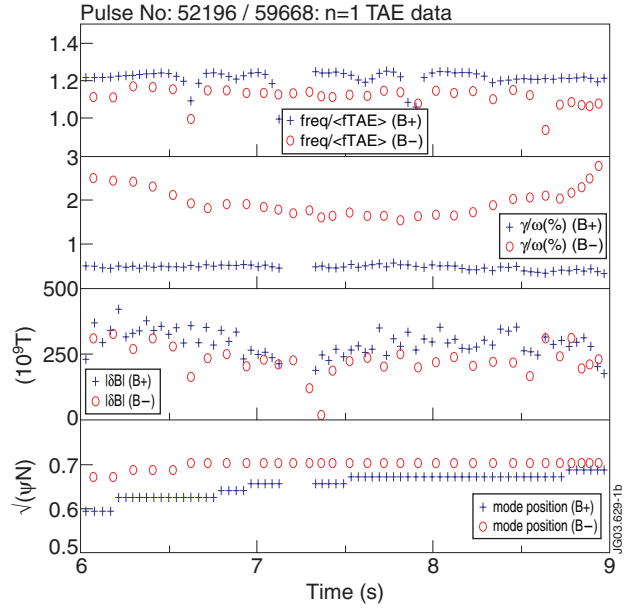 Pulse No: 52196 / 59668: n=1 TAE data
1.4
1.2
1.0
+ freq/<fTAE> (B+)
o freq/<fTAE> (B−)
3
2
1
+ γ/ω(%) (B+)
o γ/ω(%) (B−)
500
250
0
(10⁹T)
+ |δB| (B+)
o |δB| (B−)
0.7
0.6
0.5
√(ψN)
+ mode position (B+)
o mode position (B−)
6 7 8 9
Time (s)
JG03.629-1b